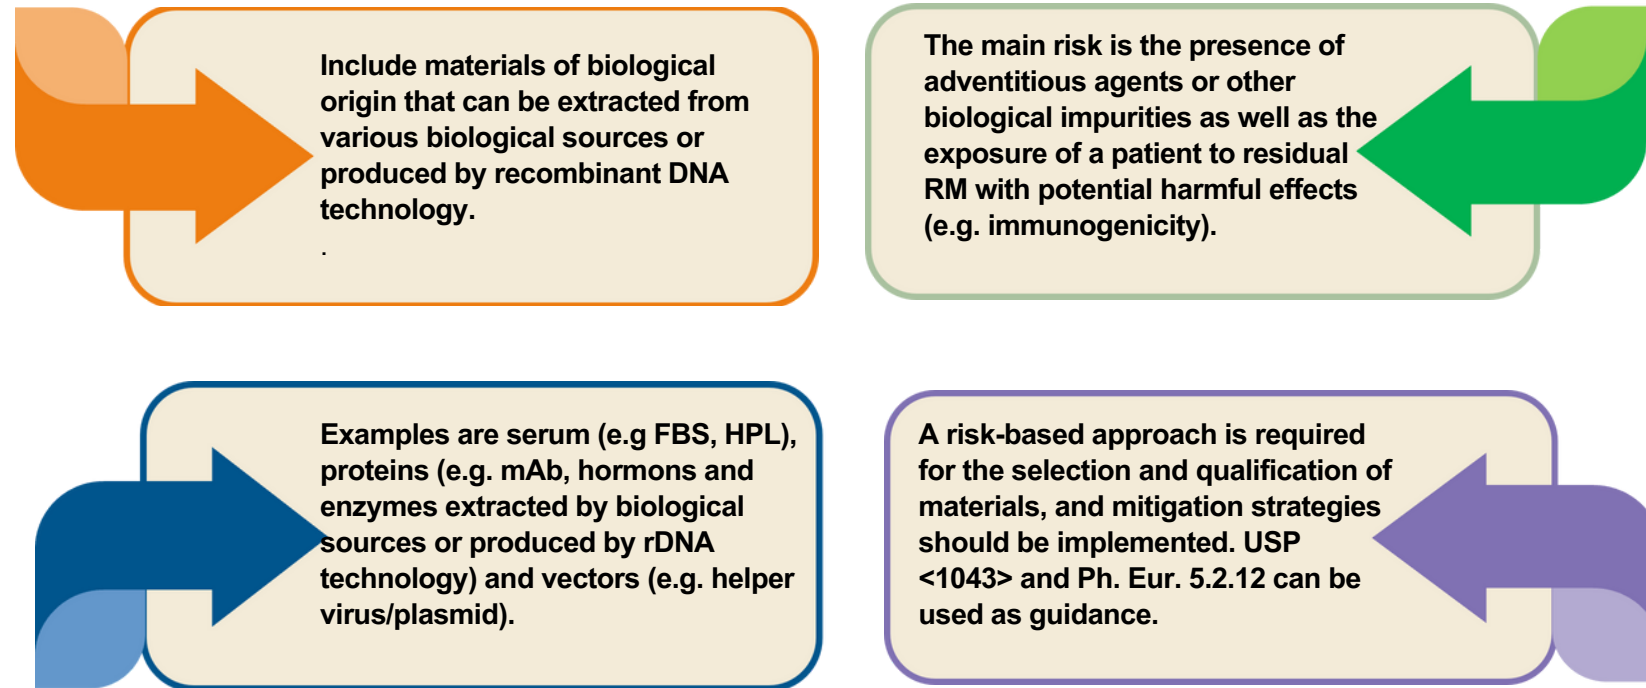 Include materials of biological
origin that can be extracted from
various biological sources or
produced by recombinant DNA
technology.
.
The main risk is the presence of
adventitious agents or other
biological impurities as well as the
exposure of a patient to residual
RM with potential harmful effects
(e.g. immunogenicity).
Examples are serum (e.g FBS, HPL),
proteins (e.g. mAb, hormons and
enzymes extracted by biological
sources or produced by rDNA
technology) and vectors (e.g. helper
virus/plasmid).
A risk-based approach is required
for the selection and qualification of
materials, and mitigation strategies
should be implemented. USP
<1043> and Ph. Eur. 5.2.12 can be
used as guidance.